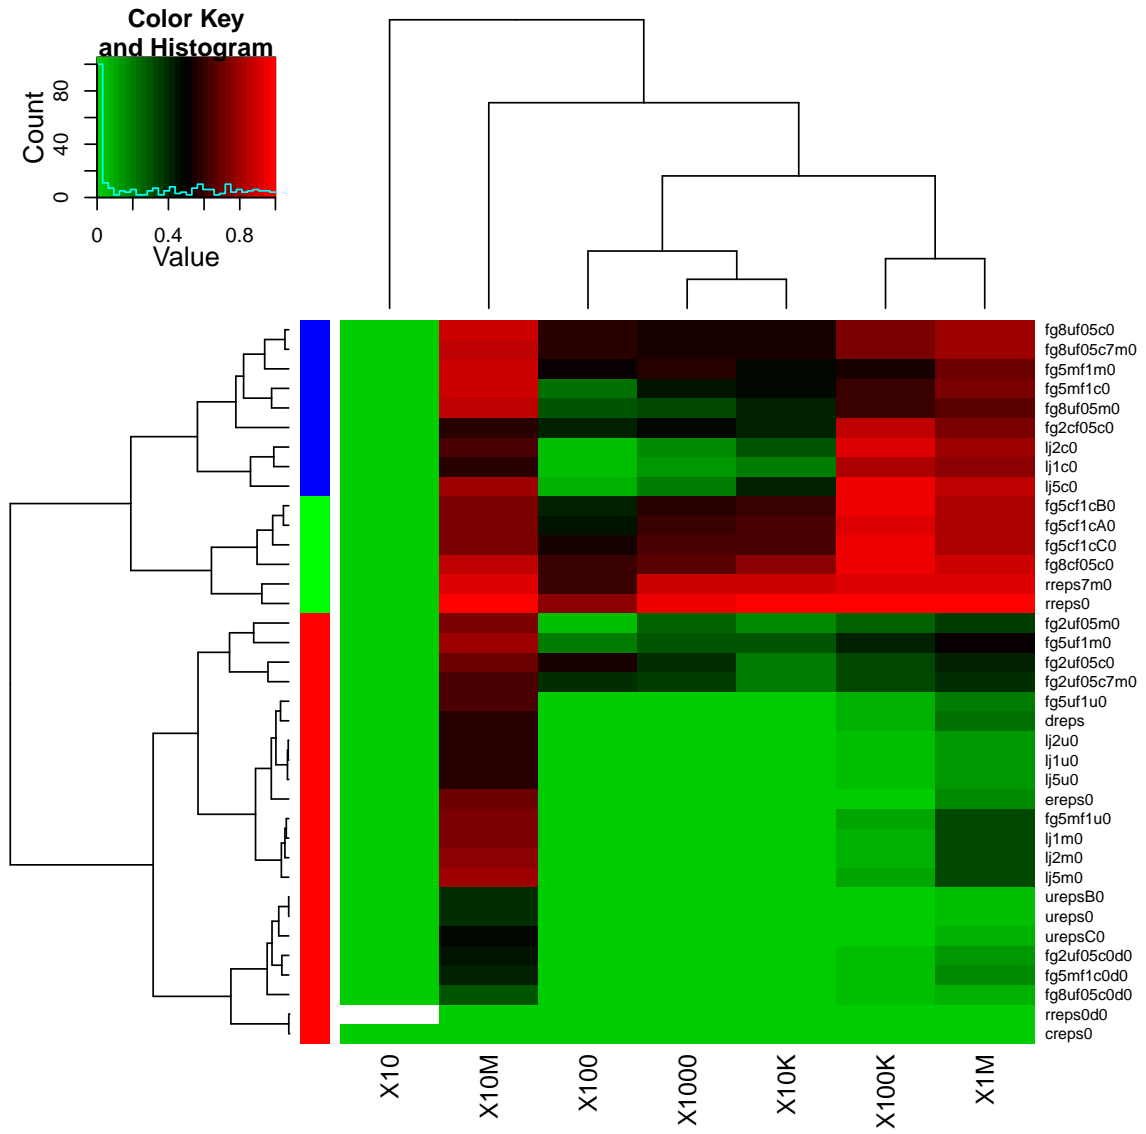 Color Key
and Histogram
Count
0
40
80
0
0.4
0.8
Value
fg8uf05c0
fg8uf05c7m0
fg5mf1m0
fg5mf1c0
fg8uf05m0
fg2cf05c0
lj2c0
lj1c0
lj5c0
fg5cf1cB0
fg5cf1cA0
fg5cf1cC0
fg8cf05c0
rreps7m0
rreps0
fg2uf05m0
fg5uf1m0
fg2uf05c0
fg2uf05c7m0
fg5uf1u0
dreps
lj2u0
lj1u0
lj5u0
ereps0
fg5mf1u0
lj1m0
lj2m0
lj5m0
urepsB0
ureps0
urepsC0
fg2uf05c0d0
fg5mf1c0d0
fg8uf05c0d0
rreps0d0
creps0
X10
X10M
X100
X1000
X10K
X100K
X1M